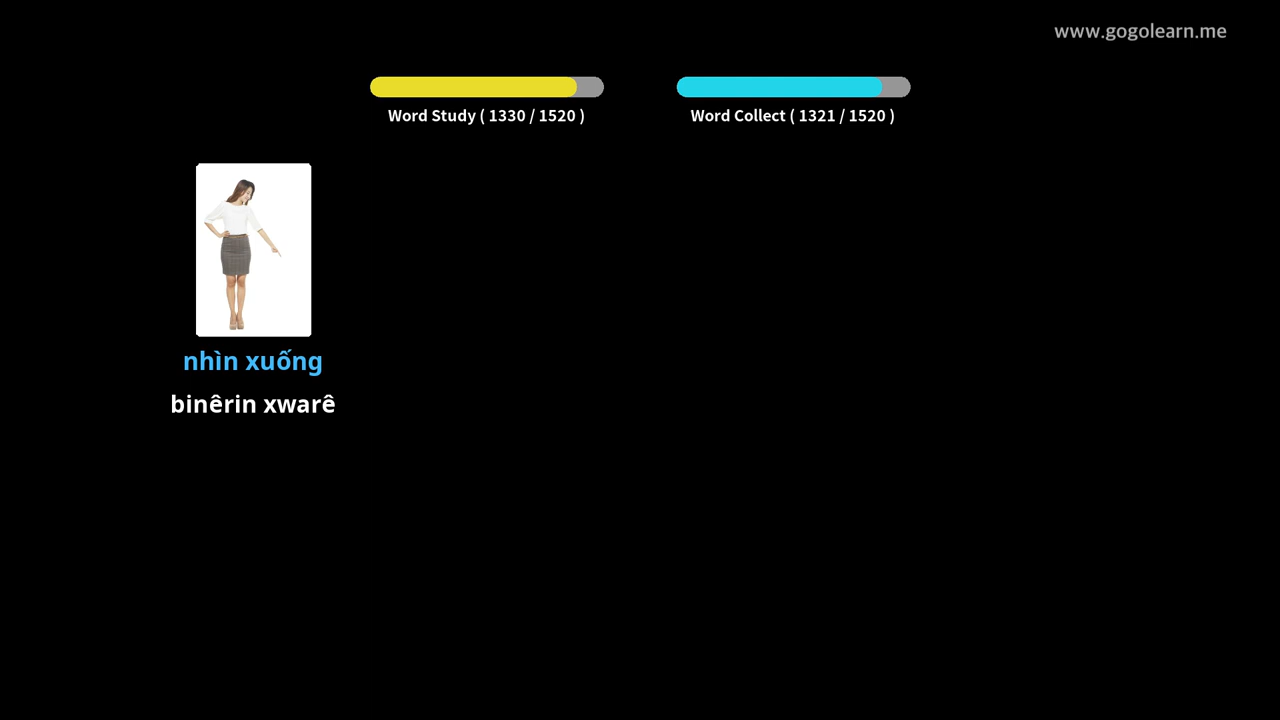 www.gogolearn.me
Word Study ( 1330 / 1520 )
Word Collect ( 1321 / 1520 )
nhìn xuống
binêrin xwarê